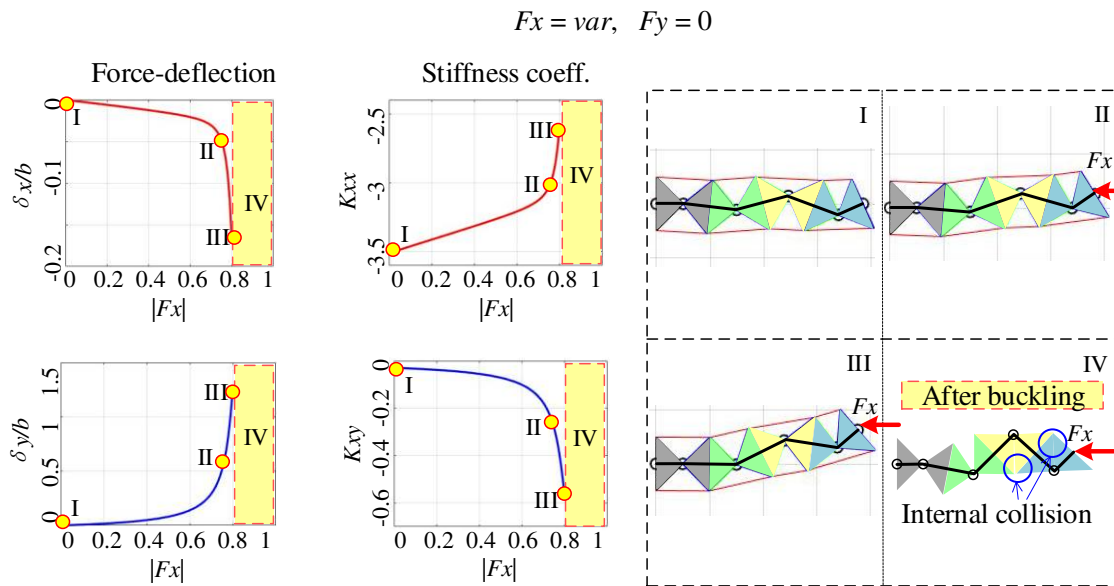 Fx = var, Fy = 0
Force-deflection
Stiffness coeff.
δx/b
0
-0.1
-0.2
I
II
III
IV
0 0.2 0.4 0.6 0.8 1
|Fx|
Kxx
-2.5
-3
-3.5
I
II
III
IV
0 0.2 0.4 0.6 0.8 1
|Fx|
I
II
Fx
δy/b
1.5
1
0.5
0
I
II
III
IV
0 0.2 0.4 0.6 0.8 1
|Fx|
Kxy
0
-0.2
-0.4
-0.6
I
II
III
IV
0 0.2 0.4 0.6 0.8 1
|Fx|
III
Fx
IV
After buckling
Fx
Internal collision